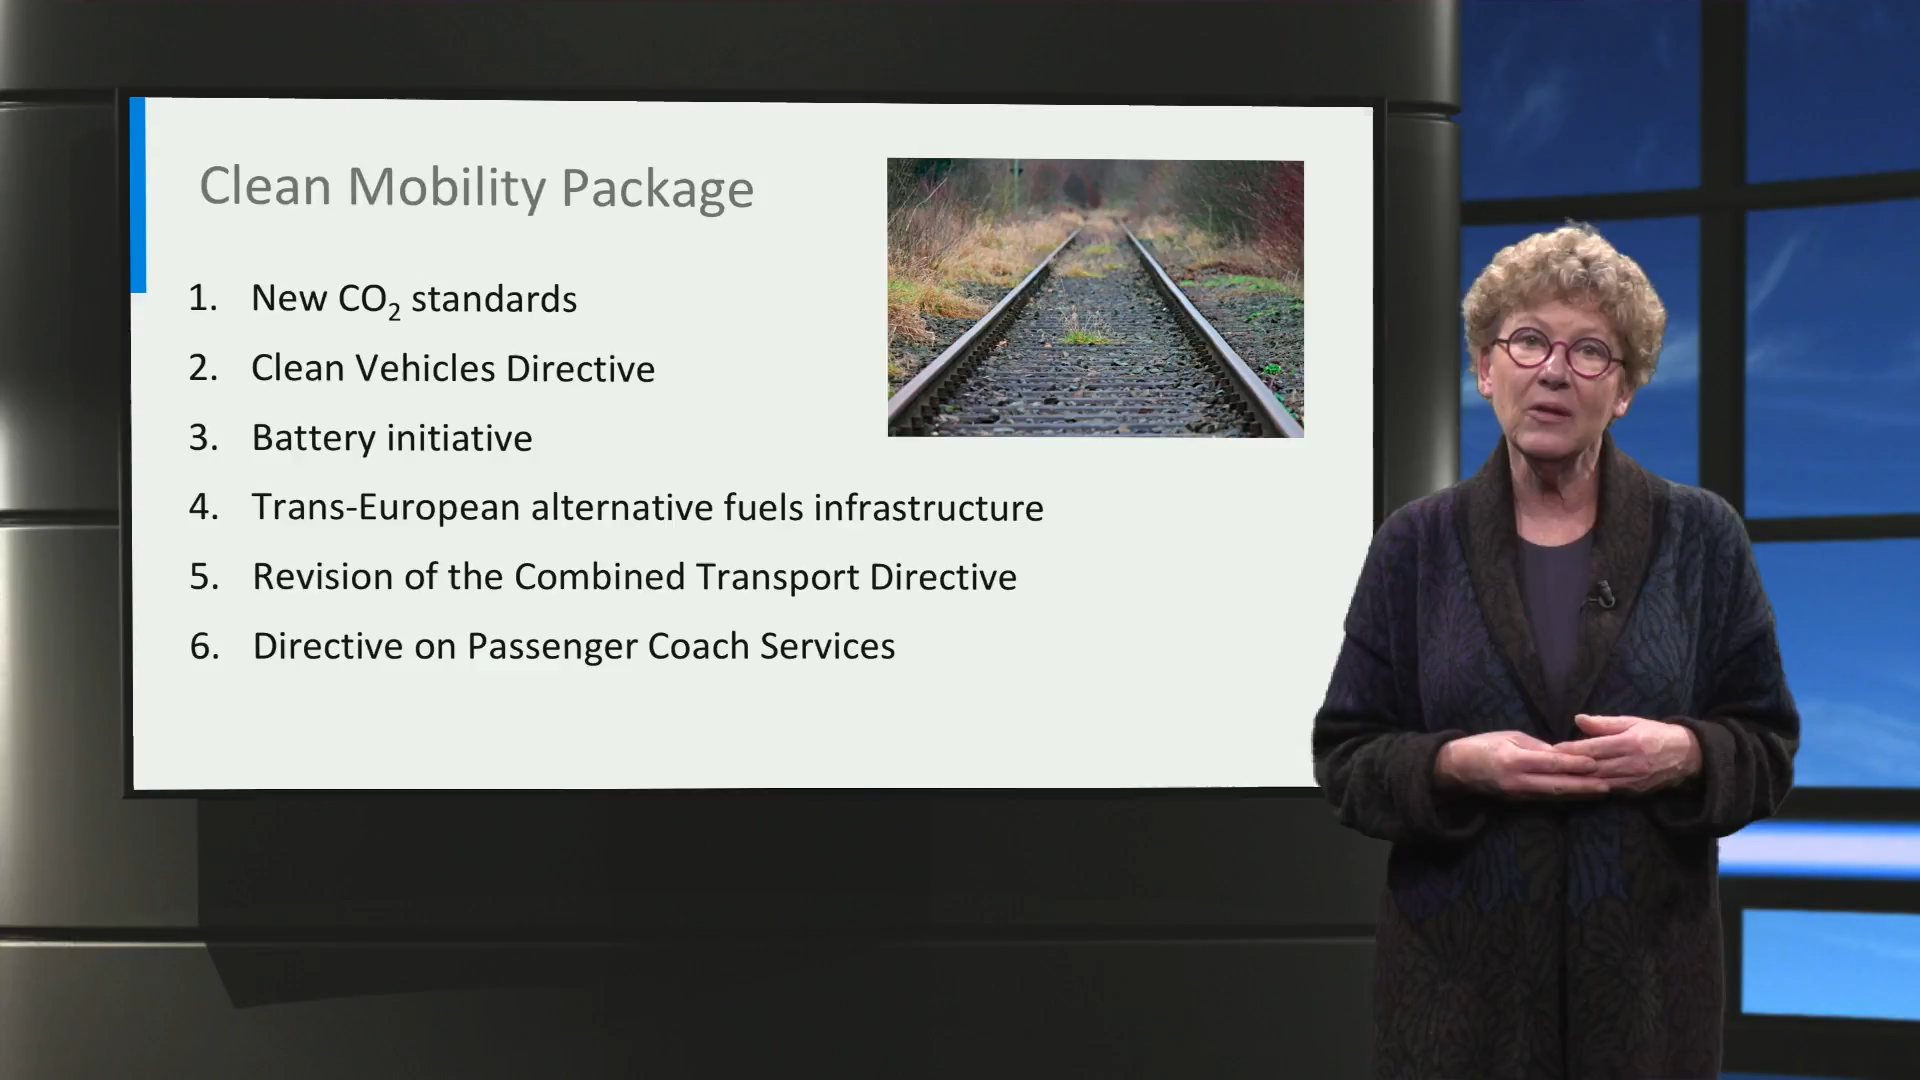 Clean Mobility Package
1. New CO₂ standards
2. Clean Vehicles Directive
3. Battery initiative
4. Trans-European alternative fuels infrastructure
5. Revision of the Combined Transport Directive
6. Directive on Passenger Coach Services